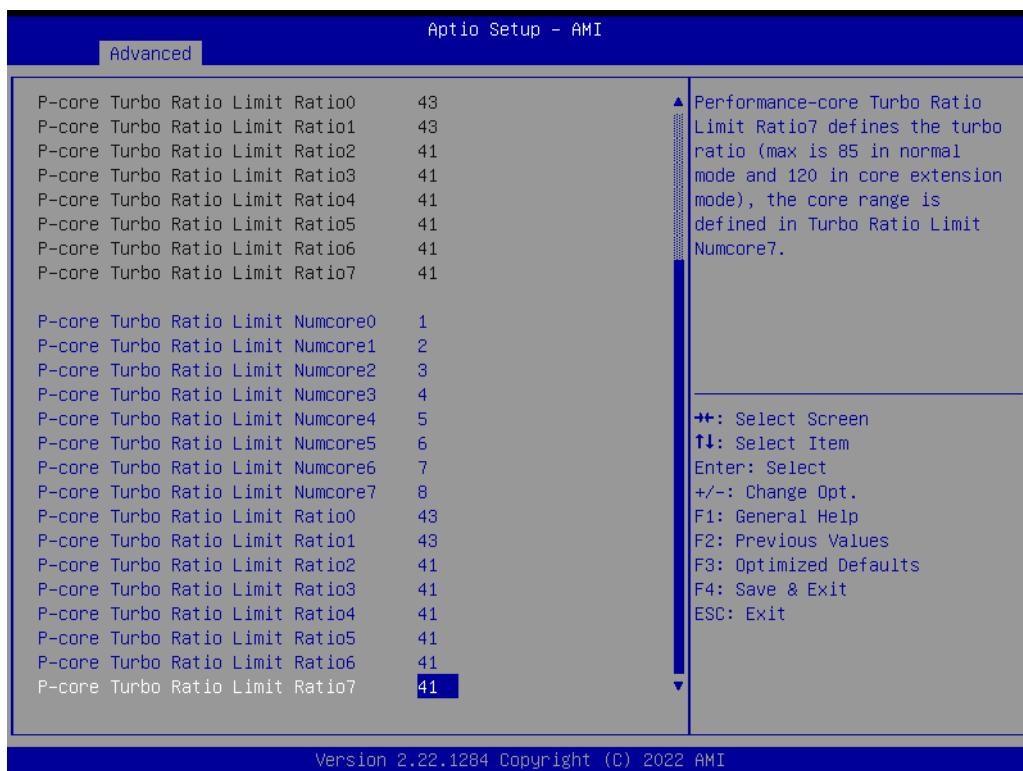 Aptio Setup – AMI
Advanced
P-core Turbo Ratio Limit Ratio0 43
P-core Turbo Ratio Limit Ratio1 43
P-core Turbo Ratio Limit Ratio2 41
P-core Turbo Ratio Limit Ratio3 41
P-core Turbo Ratio Limit Ratio4 41
P-core Turbo Ratio Limit Ratio5 41
P-core Turbo Ratio Limit Ratio6 41
P-core Turbo Ratio Limit Ratio7 41
P-core Turbo Ratio Limit Numcore0 1
P-core Turbo Ratio Limit Numcore1 2
P-core Turbo Ratio Limit Numcore2 3
P-core Turbo Ratio Limit Numcore3 4
P-core Turbo Ratio Limit Numcore4 5
P-core Turbo Ratio Limit Numcore5 6
P-core Turbo Ratio Limit Numcore6 7
P-core Turbo Ratio Limit Numcore7 8
P-core Turbo Ratio Limit Ratio0 43
P-core Turbo Ratio Limit Ratio1 43
P-core Turbo Ratio Limit Ratio2 41
P-core Turbo Ratio Limit Ratio3 41
P-core Turbo Ratio Limit Ratio4 41
P-core Turbo Ratio Limit Ratio5 41
P-core Turbo Ratio Limit Ratio6 41
P-core Turbo Ratio Limit Ratio7 41
Performance-core Turbo Ratio
Limit Ratio7 defines the turbo
ratio (max is 85 in normal
mode and 120 in core extension
mode), the core range is
defined in Turbo Ratio Limit
Numcore7.
→←: Select Screen
↑↓: Select Item
Enter: Select
+/-: Change Opt.
F1: General Help
F2: Previous Values
F3: Optimized Defaults
F4: Save & Exit
ESC: Exit
Version 2.22.1284 Copyright (C) 2022 AMI